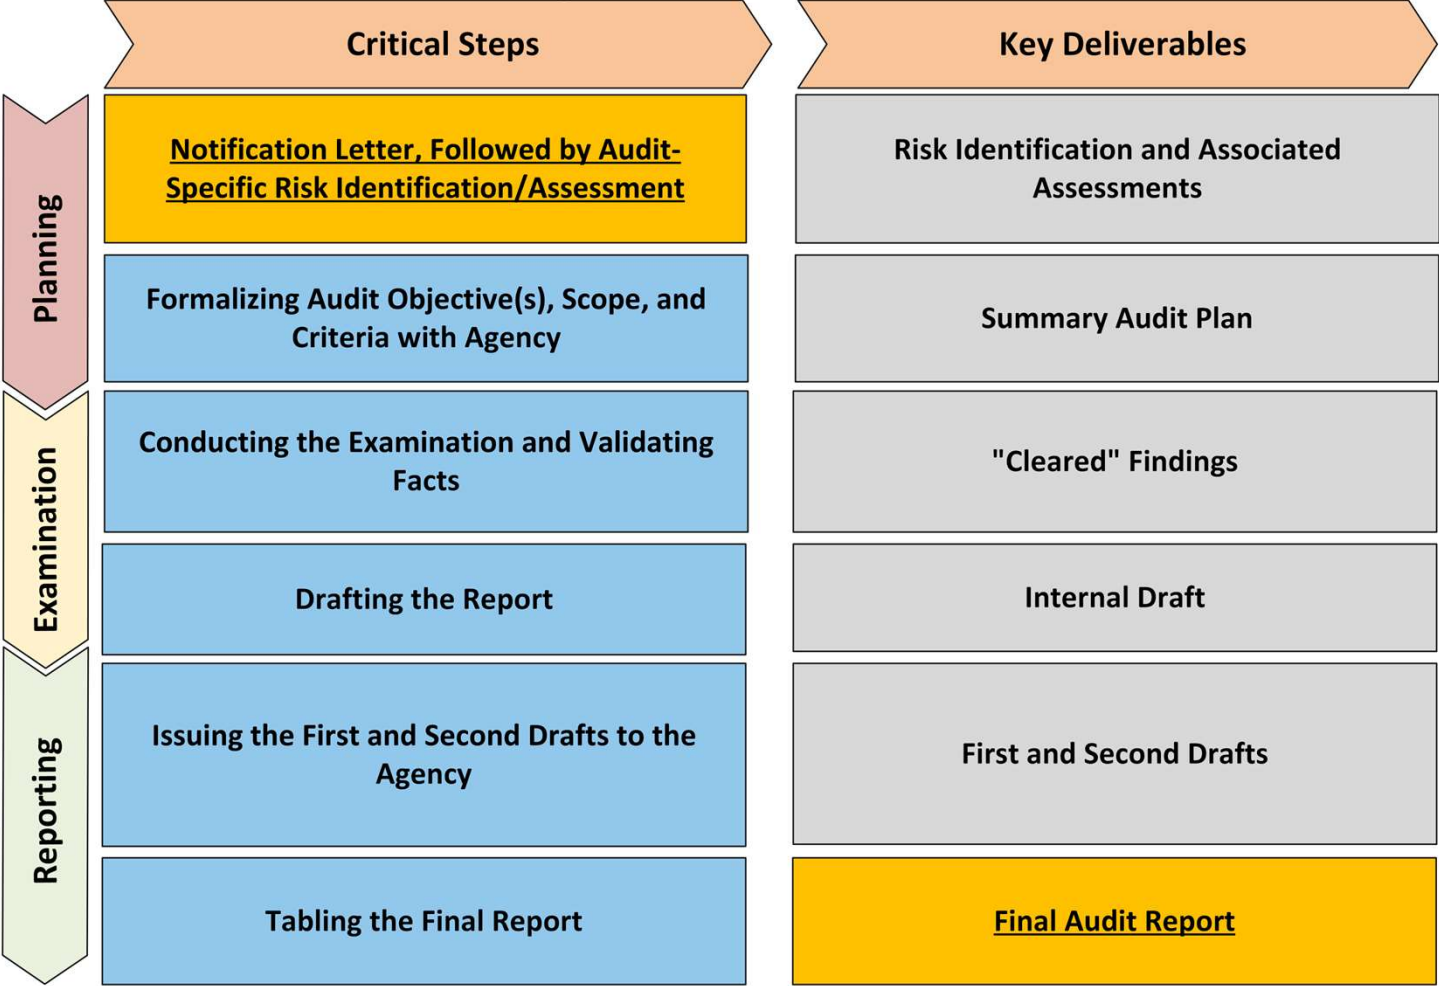 Critical Steps
Key Deliverables
Planning
Notification Letter, Followed by Audit-
Specific Risk Identification/Assessment
Risk Identification and Associated
Assessments
Formalizing Audit Objective(s), Scope, and
Criteria with Agency
Summary Audit Plan
Examination
Conducting the Examination and Validating
Facts
"Cleared" Findings
Drafting the Report
Internal Draft
Reporting
Issuing the First and Second Drafts to the
Agency
First and Second Drafts
Tabling the Final Report
Final Audit Report